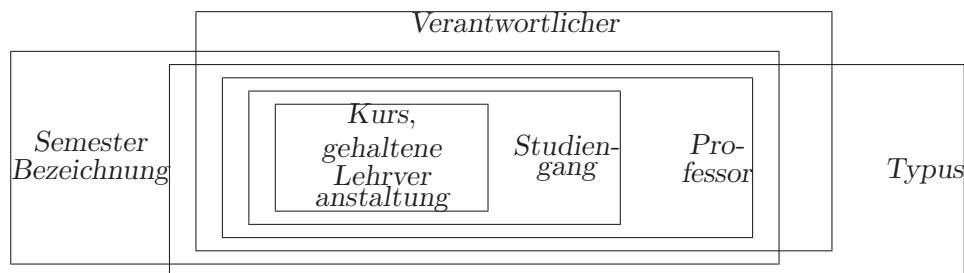 Verantwortlicher
Semester
Bezeichnung
Kurs,
gehaltene
Lehrver
anstaltung
Studien-
gang
Pro-
fessor
Typus